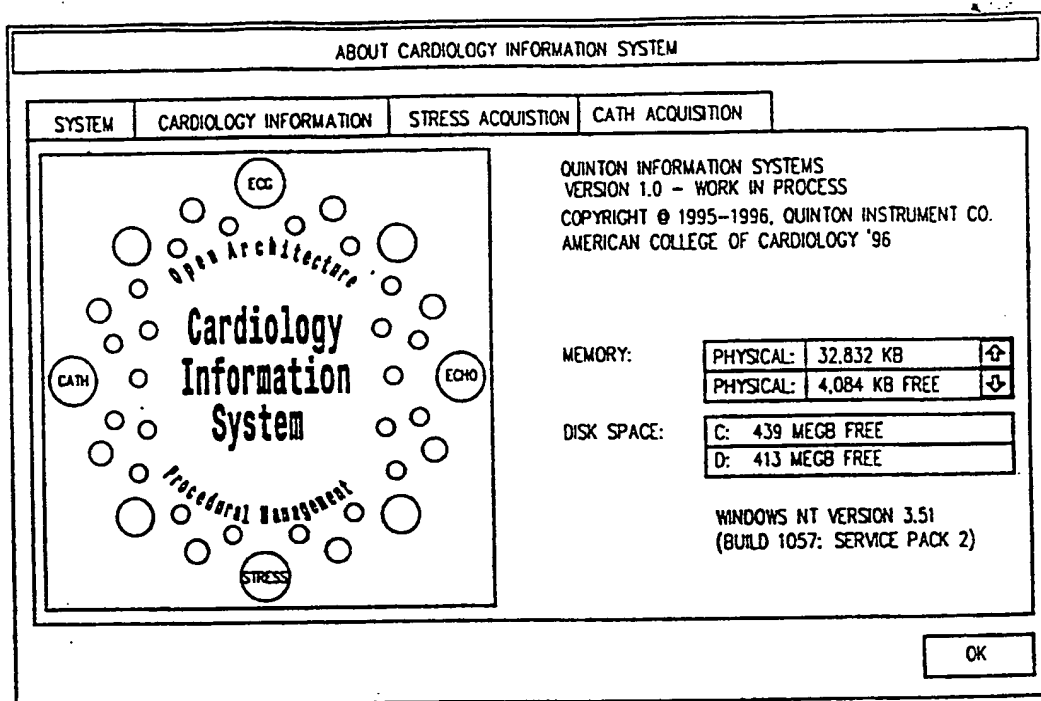 ABOUT CARDIOLOGY INFORMATION SYSTEM
SYSTEM
CARDIOLOGY INFORMATION
STRESS ACQUISTION
CATH ACQUISITION
ECG
Open Architecture
Cardiology
Information
System
CATH
ECHO
Procedural Management
STRESS
QUINTON INFORMATION SYSTEMS
VERSION 1.0 – WORK IN PROCESS
COPYRIGHT © 1995–1996, QUINTON INSTRUMENT CO.
AMERICAN COLLEGE OF CARDIOLOGY '96
MEMORY:
PHYSICAL: 32,832 KB
PHYSICAL: 4,084 KB FREE
DISK SPACE:
C: 439 MEGB FREE
D: 413 MEGB FREE
WINDOWS NT VERSION 3.51
(BUILD 1057: SERVICE PACK 2)
OK